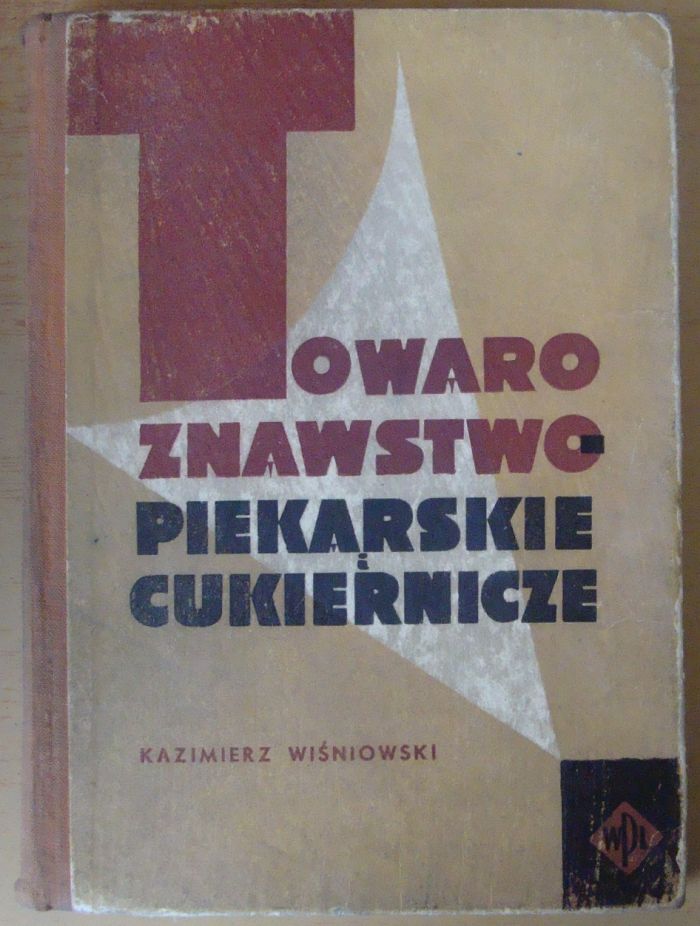 TOWARO
ZNAWSTWO
PIEKARSKIE
i
CUKIERNICZE
KAZIMIERZ WIŚNIOWSKI
WPL